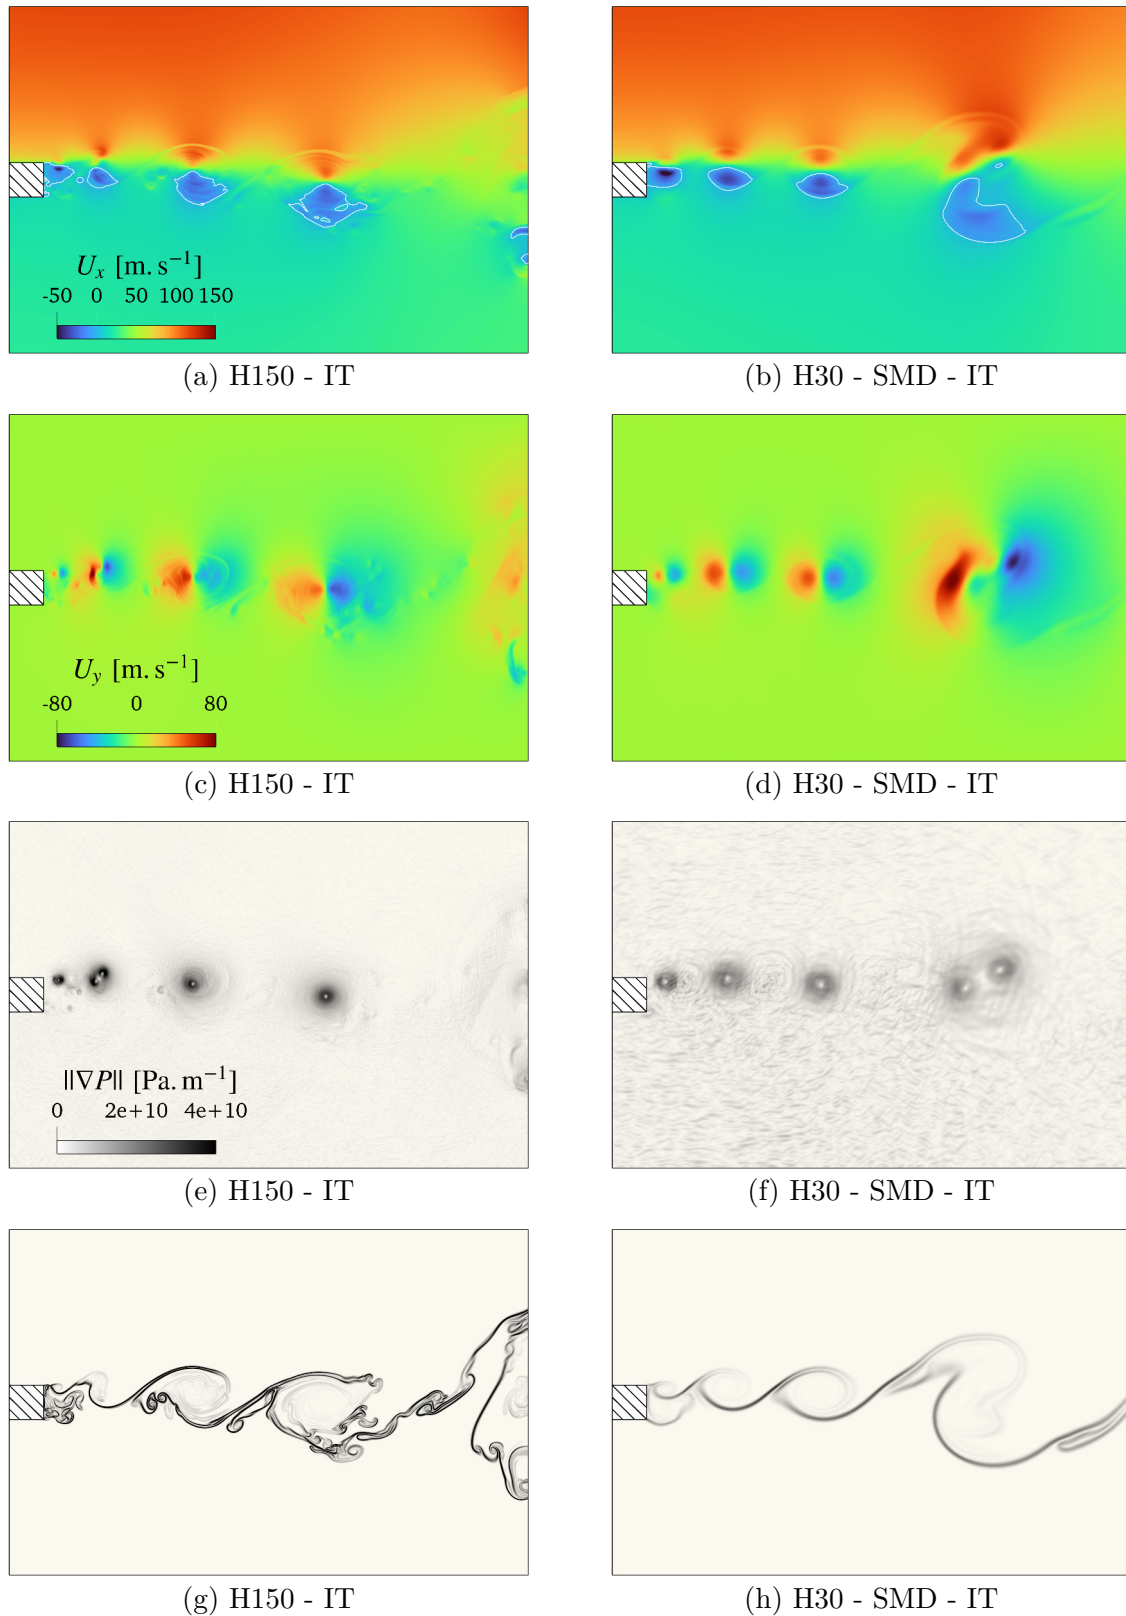 U_x [m. s⁻¹]
-50 0 50 100 150
(a) H150 - IT
(b) H30 - SMD - IT
U_y [m. s⁻¹]
-80 0 80
(c) H150 - IT
(d) H30 - SMD - IT
||∇P|| [Pa. m⁻¹]
0 2e+10 4e+10
(e) H150 - IT
(f) H30 - SMD - IT
(g) H150 - IT
(h) H30 - SMD - IT